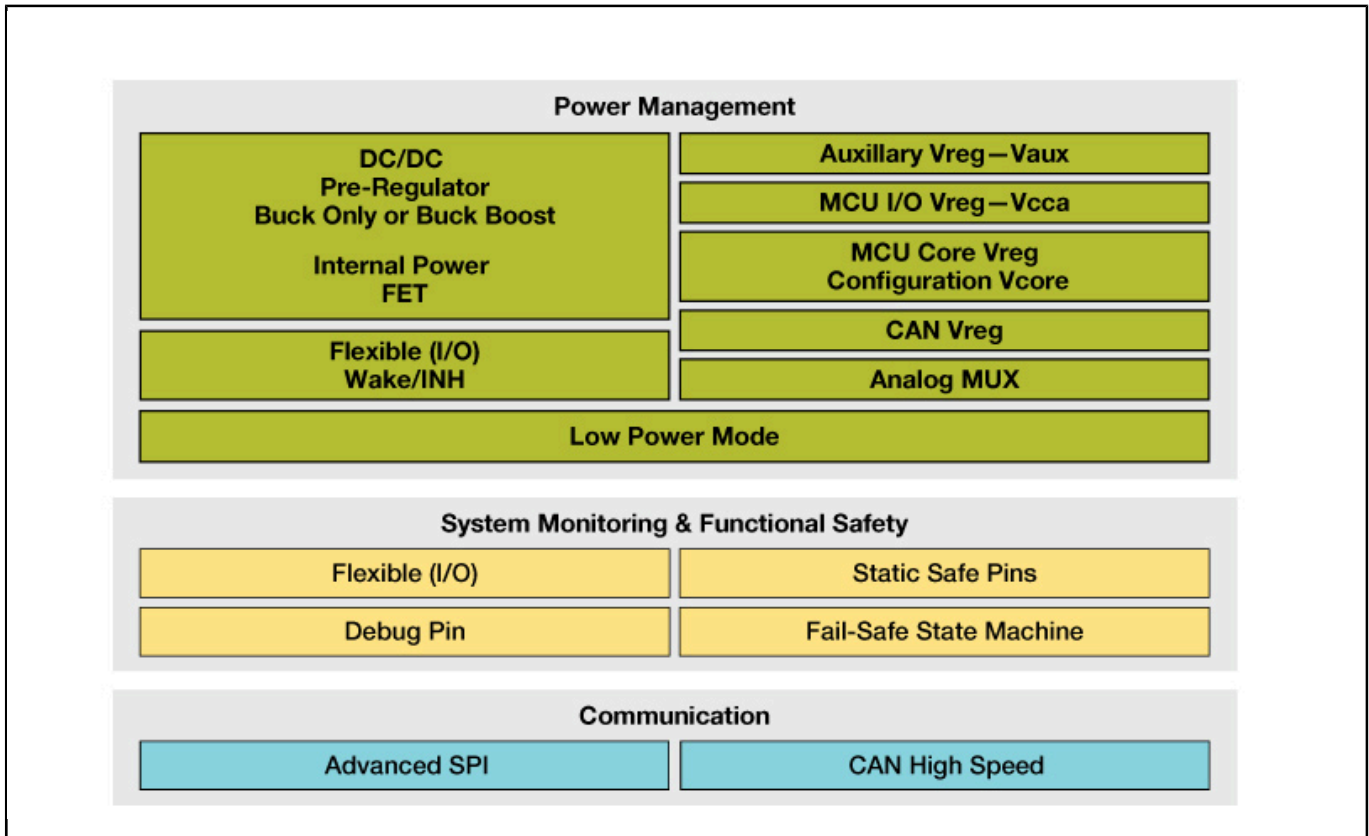 Power Management
DC/DC
Pre-Regulator
Buck Only or Buck Boost
Internal Power
FET
Flexible (I/O)
Wake/INH
Auxillary Vreg—Vaux
MCU I/O Vreg—Vcca
MCU Core Vreg
Configuration Vcore
CAN Vreg
Analog MUX
Low Power Mode
System Monitoring & Functional Safety
Flexible (I/O)
Static Safe Pins
Debug Pin
Fail-Safe State Machine
Communication
Advanced SPI
CAN High Speed